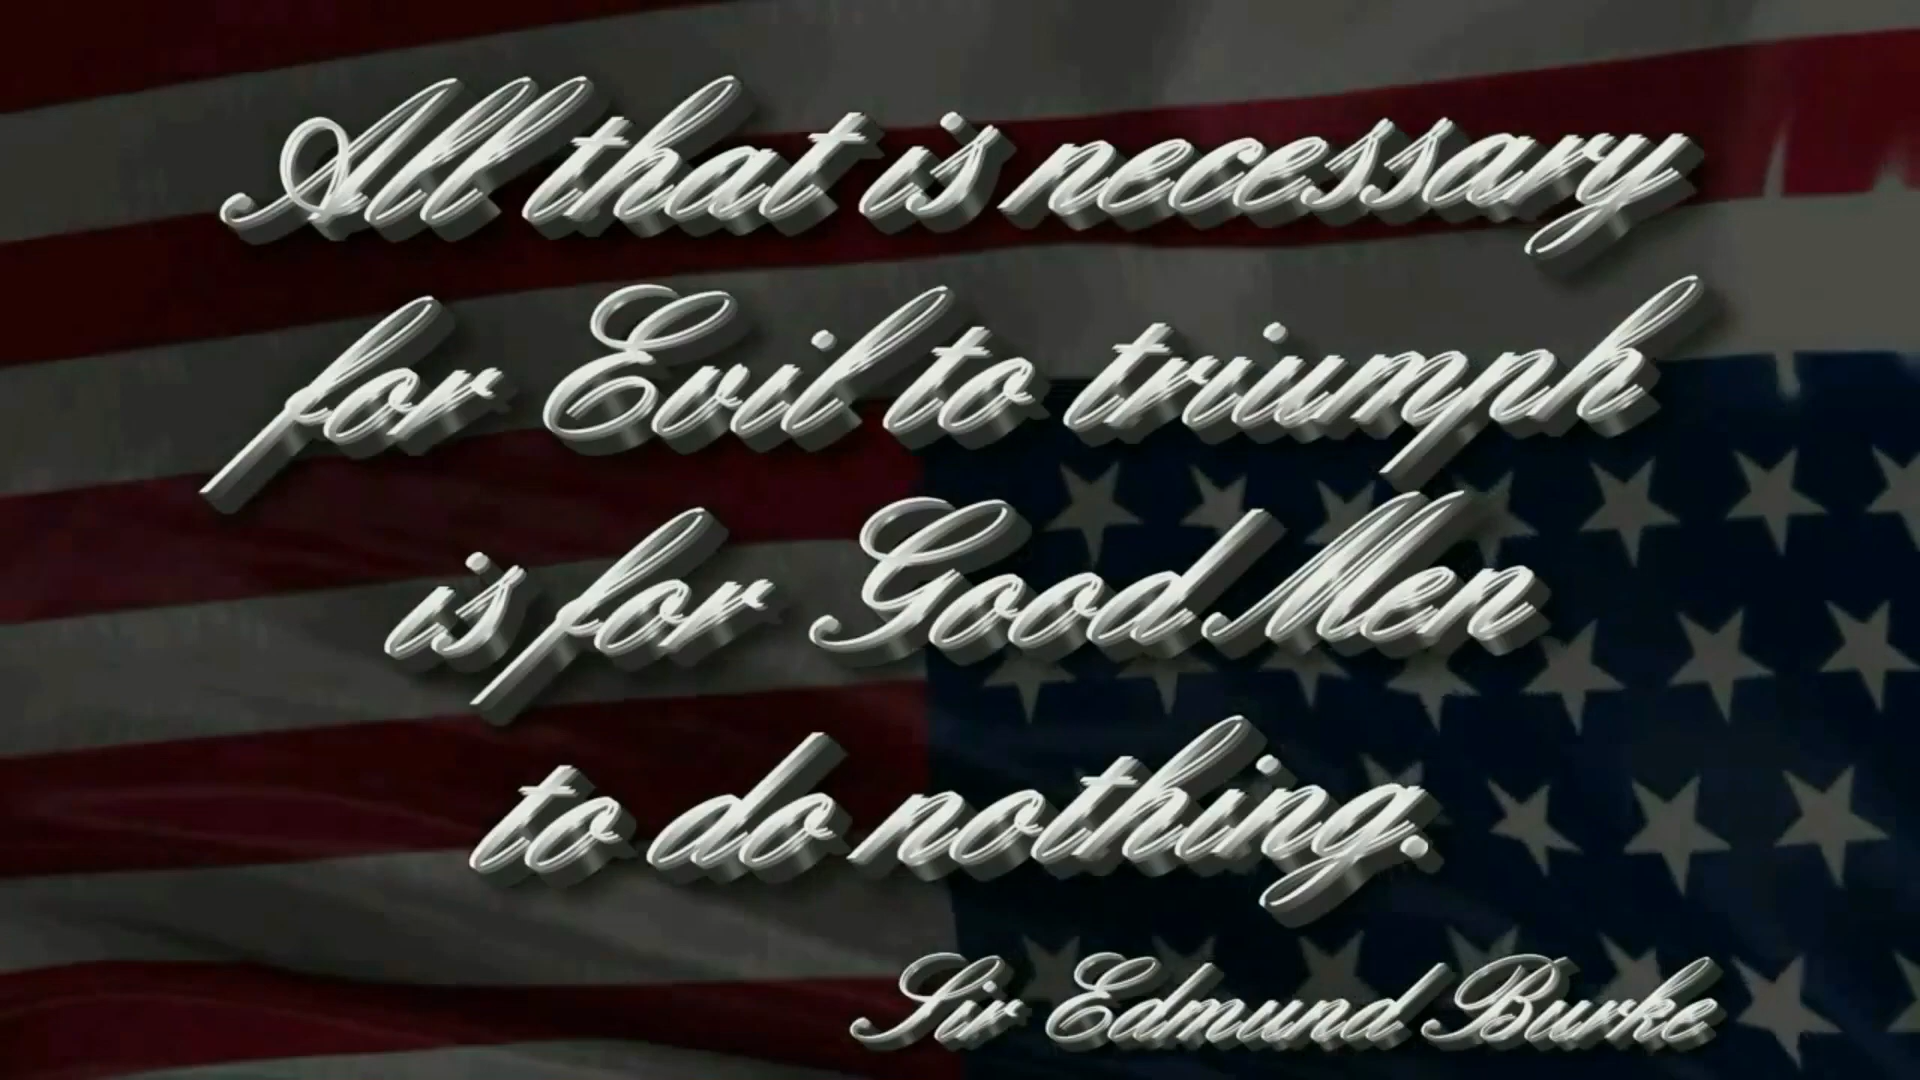 All that is necessary
for Evil to triumph
is for Good Men
to do nothing.
Sir Edmund Burke